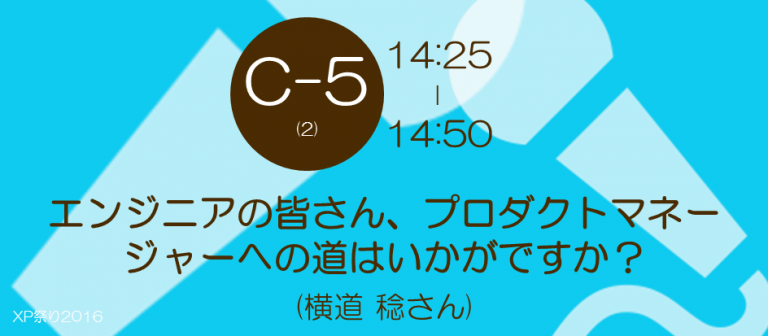 C-5
(2)
14:25
|
14:50
エンジニアの皆さん、プロダクトマネー
ジャーへの道はいかがですか？
(横道 稔さん)
XP祭り2016